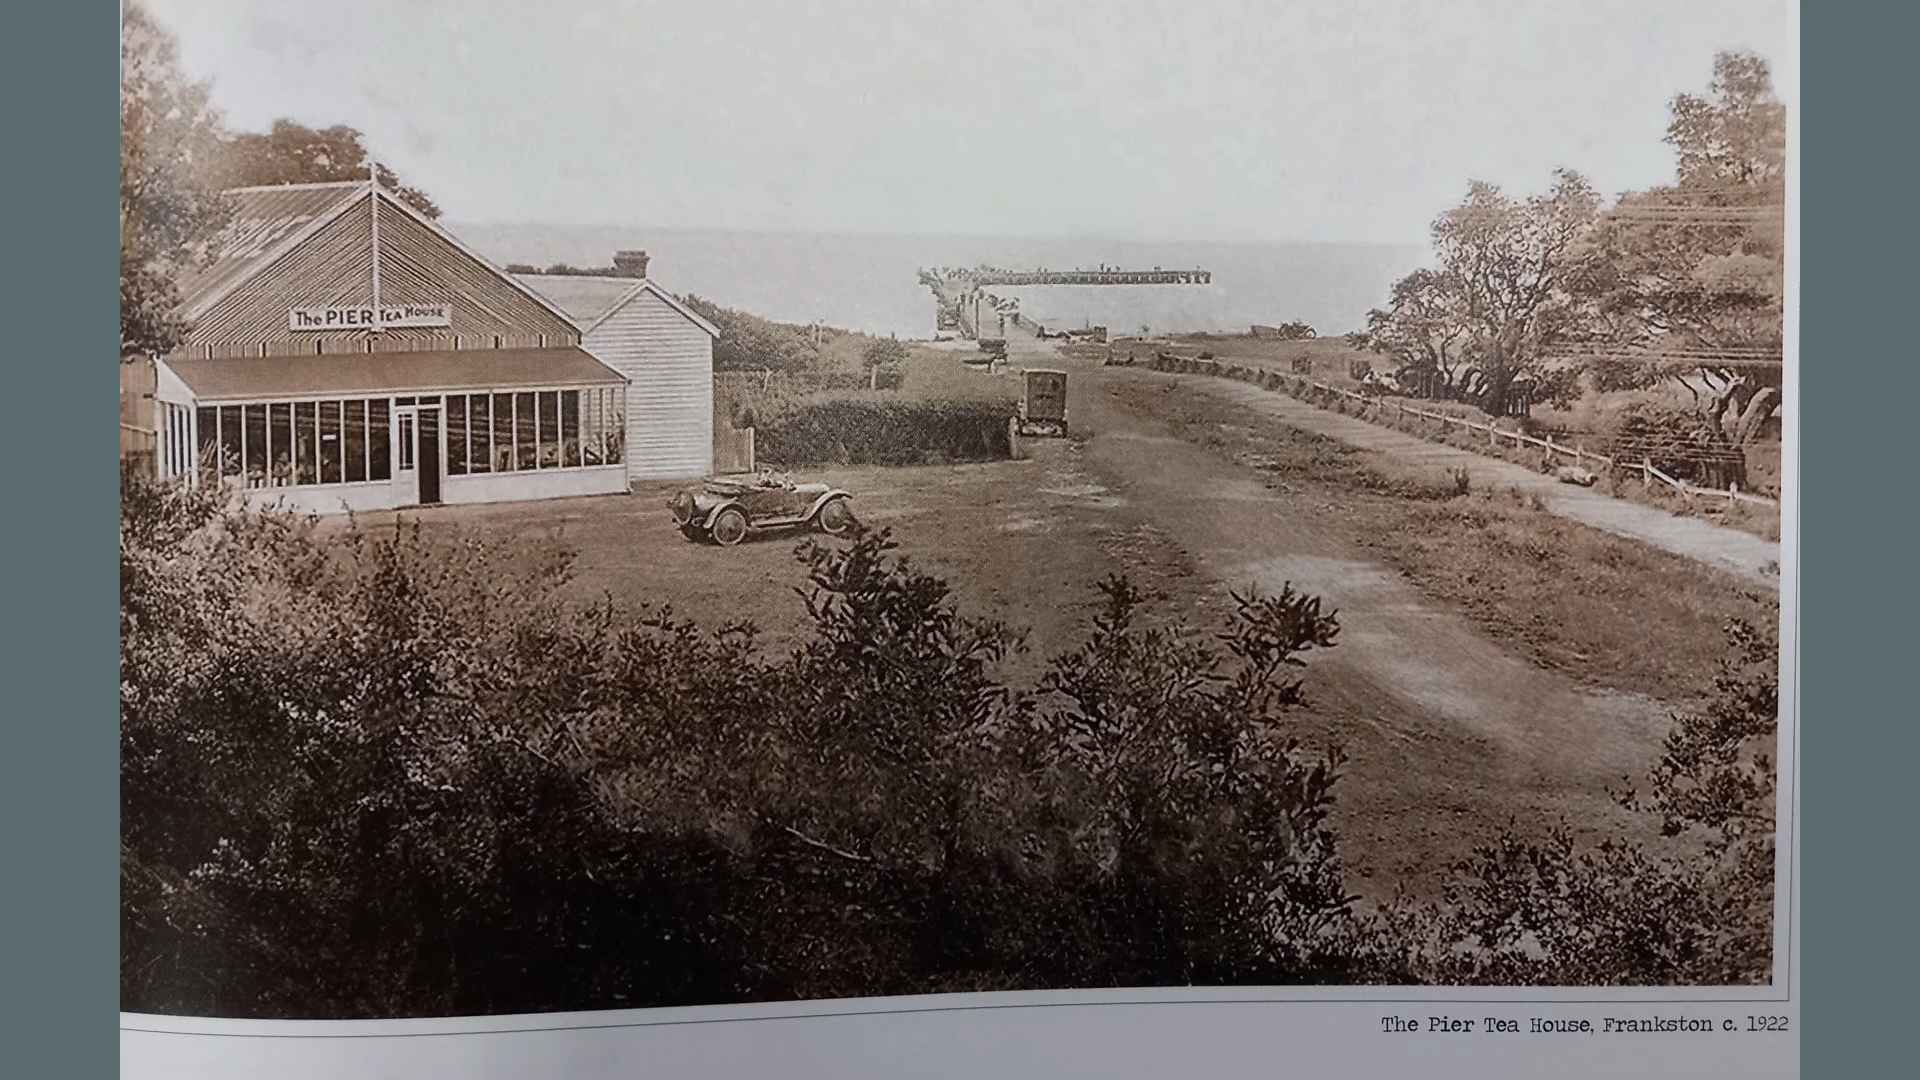 The PIER TEA HOUSE
The Pier Tea House, Frankston c. 1922